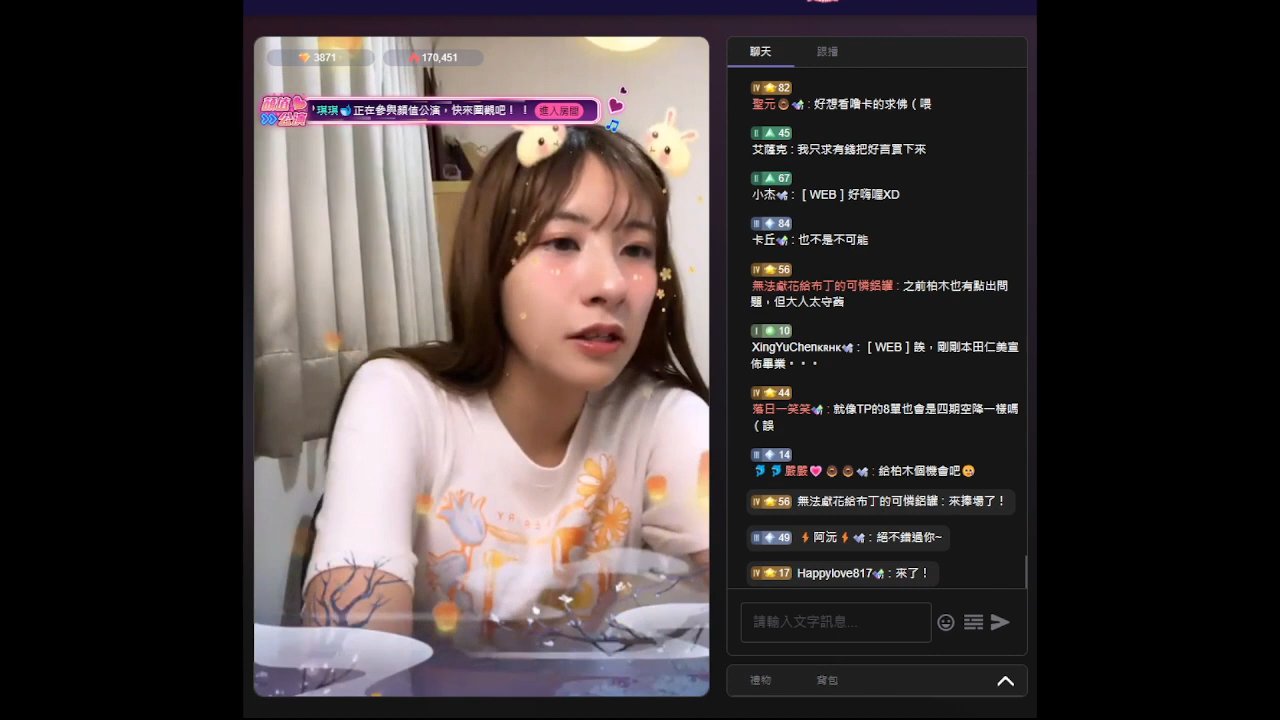 3871
170,451
顏值
公演
琪琪 正在參與顏值公演，快來圍觀吧！ ！
進入房間
聊天
跟播
IV 82
聖元 : 好想看嚕卡的求佛 ( 喂
II 45
艾薩克 : 我只求有錢把好言買下來
II 67
小杰 : [ WEB ] 好嗨喔XD
III 84
卡丘 : 也不是不可能
IV 56
無法獻花給布丁的可憐鋁罐 : 之前柏木也有點出問
題，但大人太守舊
I 10
XingYuChenᴋʀʜᴋ : [ WEB ] 誒，剛剛本田仁美宣
佈畢業・・・
IV 44
落日一笑笑 : 就像TP的8單也會是四期空降一樣嗎
( 誤
III 14
嚴嚴 : 給柏木個機會吧
IV 56 無法獻花給布丁的可憐鋁罐 : 來捧場了！
III 49 阿沅 : 絕不錯過你~
IV 17 Happylove817 : 來了！
請輸入文字訊息...
禮物
背包